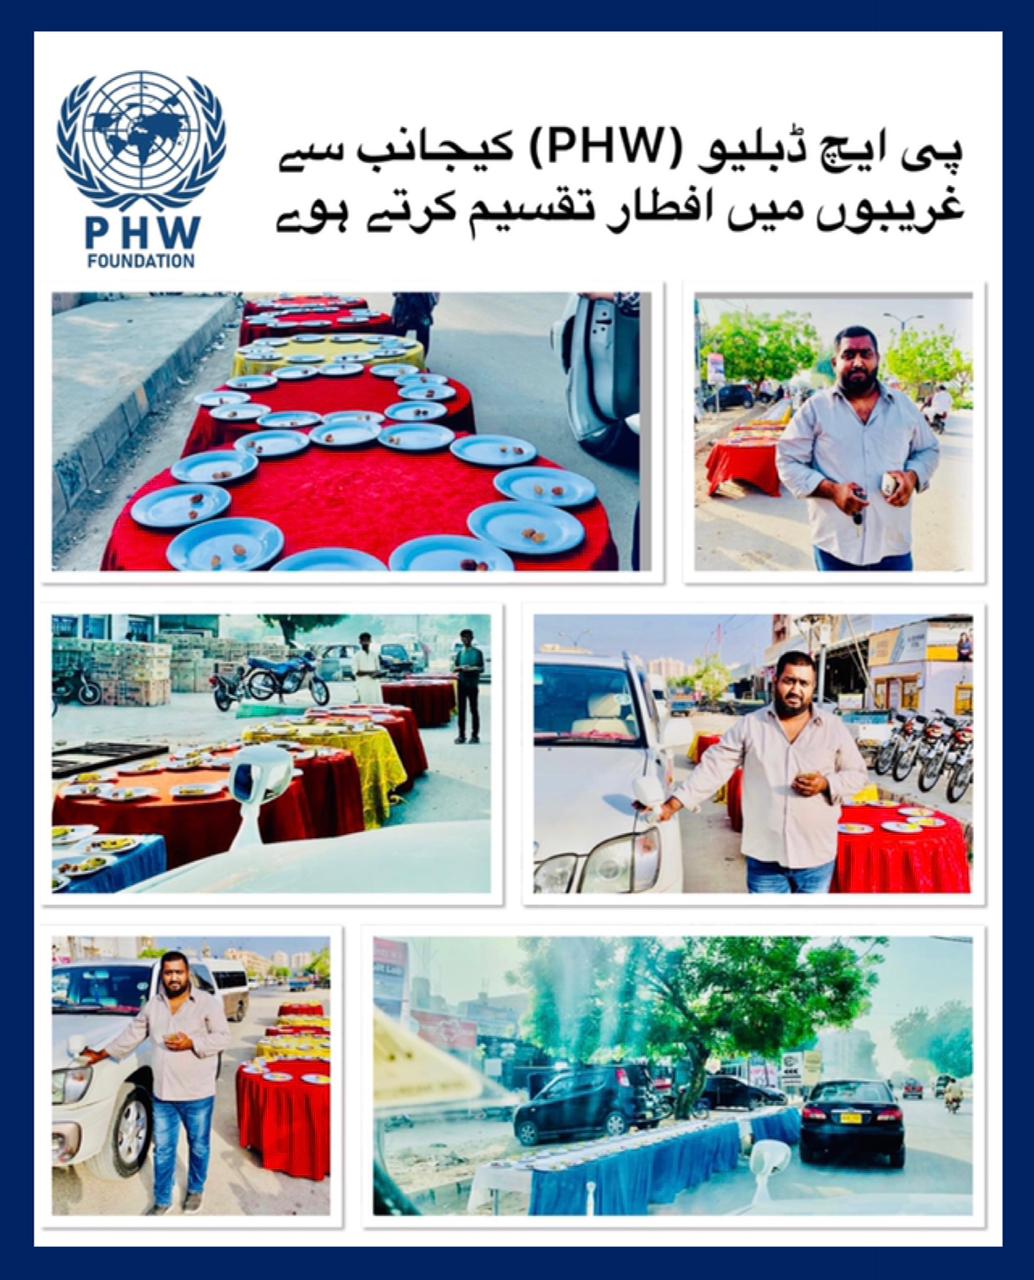 PHW
FOUNDATION
پی ایچ ڈبلیو (PHW) کیجانب سے
غریبوں میں افطار تقسیم کرتے ہوے